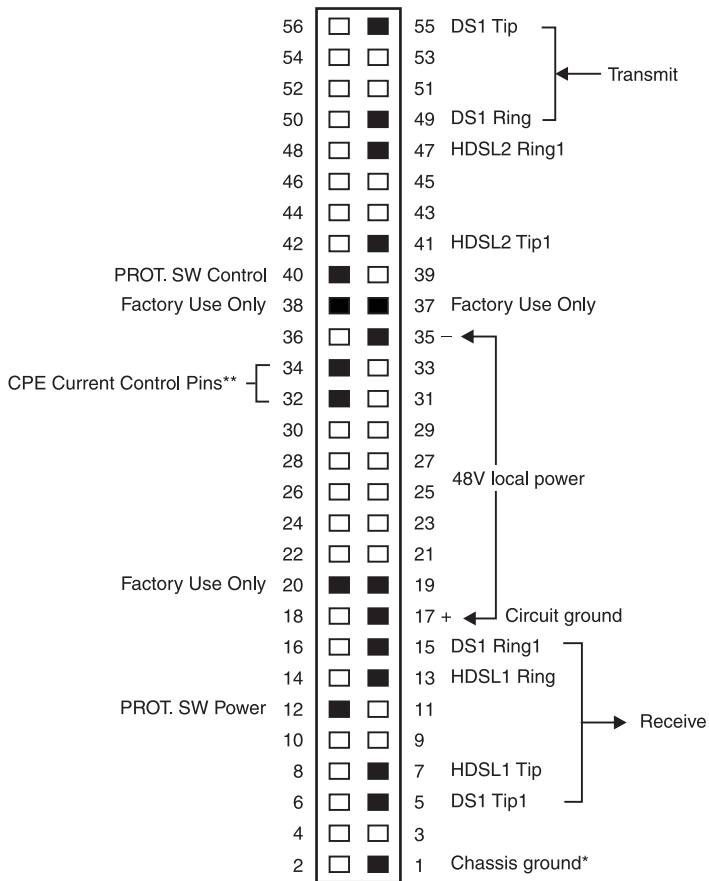 56 55 DS1 Tip
54 53
Transmit
52 51
50 49 DS1 Ring
48 47 HDSL2 Ring1
46 45
44 43
42 41 HDSL2 Tip1
PROT. SW Control 40 39
Factory Use Only 38 37 Factory Use Only
36 35 –
34 33
CPE Current Control Pins**
32 31
30 29
28 27
48V local power
26 25
24 23
22 21
Factory Use Only 20 19
18 17 + Circuit ground
16 15 DS1 Ring1
14 13 HDSL1 Ring
PROT. SW Power 12 11
Receive
10 9
8 7 HDSL1 Tip
6 5 DS1 Tip1
4 3
2 1 Chassis ground*